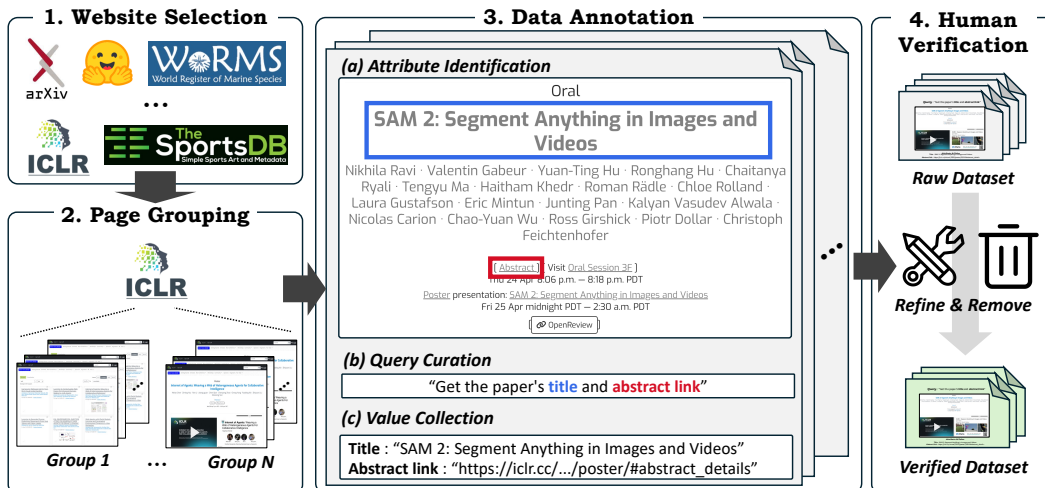 1. Website Selection
arXiv
WoRMS
World Register of Marine Species
...
ICLR
The
SportsDB
Simple Sports Art and Metadata
2. Page Grouping
ICLR
Group 1
...
Group N
3. Data Annotation
(a) Attribute Identification
Oral
SAM 2: Segment Anything in Images and
Videos
Nikhila Ravi · Valentin Gabeur · Yuan-Ting Hu · Ronghang Hu · Chaitanya
Ryali · Tengyu Ma · Haitham Khedr · Roman Rädle · Chloe Rolland ·
Laura Gustafson · Eric Mintun · Junting Pan · Kalyan Vasudev Alwala ·
Nicolas Carion · Chao-Yuan Wu · Ross Girshick · Piotr Dollar · Christoph
Feichtenhofer
[ Abstract ] [ Visit Oral Session 3F ]
Thu 24 Apr 8:06 p.m. — 8:18 p.m. PDT
Poster presentation: SAM 2: Segment Anything in Images and Videos
Fri 25 Apr midnight PDT — 2:30 a.m. PDT
[ OpenReview ]
(b) Query Curation
“Get the paper's title and abstract link”
(c) Value Collection
Title : “SAM 2: Segment Anything in Images and Videos”
Abstract link : “https://iclr.cc/.../poster/#abstract_details”
...
4. Human
Verification
Raw Dataset
Refine & Remove
Verified Dataset